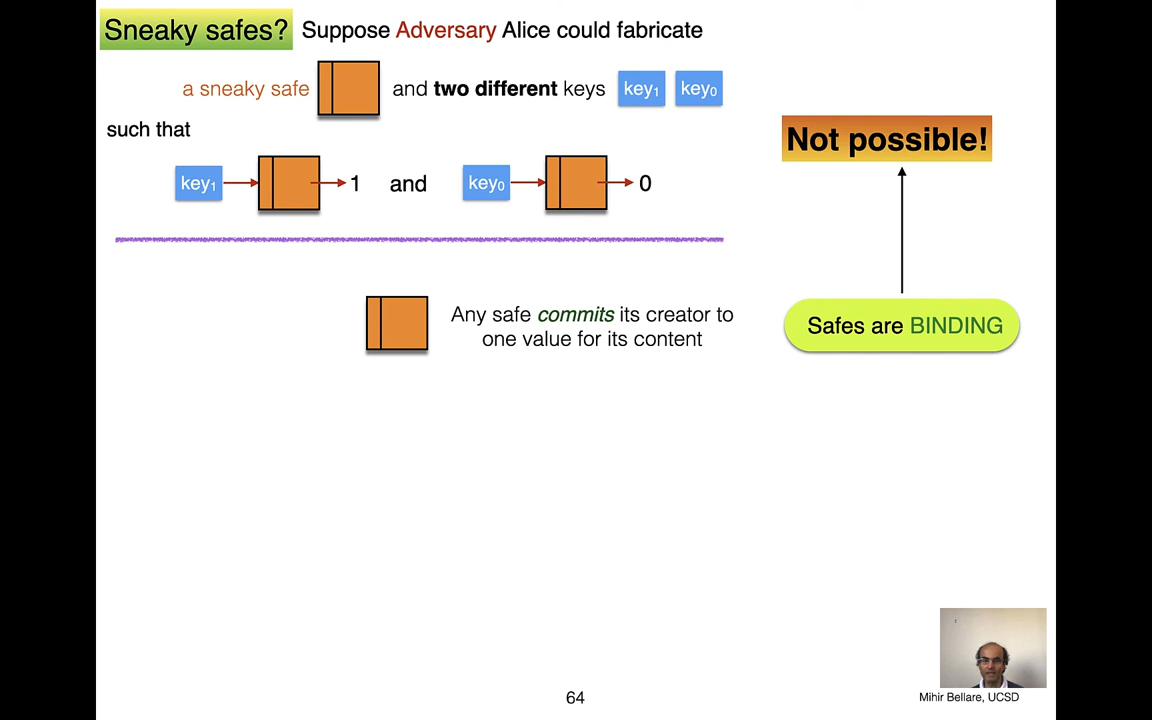 Sneaky safes? Suppose Adversary Alice could fabricate
a sneaky safe and two different keys key₁ key₀
such that
Not possible!
key₁ 1 and key₀ 0
Any safe commits its creator to
one value for its content
Safes are BINDING
64
Mihir Bellare, UCSD